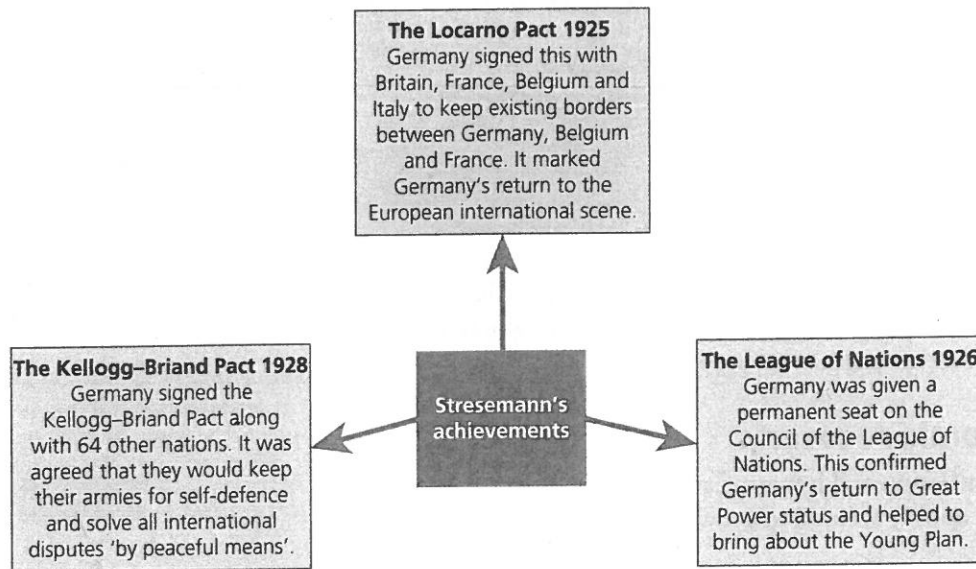 The Locarno Pact 1925
Germany signed this with
Britain, France, Belgium and
Italy to keep existing borders
between Germany, Belgium
and France. It marked
Germany's return to the
European international scene.
The Kellogg–Briand Pact 1928
Germany signed the
Kellogg–Briand Pact along
with 64 other nations. It was
agreed that they would keep
their armies for self-defence
and solve all international
disputes 'by peaceful means'.
Stresemann's
achievements
The League of Nations 1926
Germany was given a
permanent seat on the
Council of the League of
Nations. This confirmed
Germany's return to Great
Power status and helped to
bring about the Young Plan.